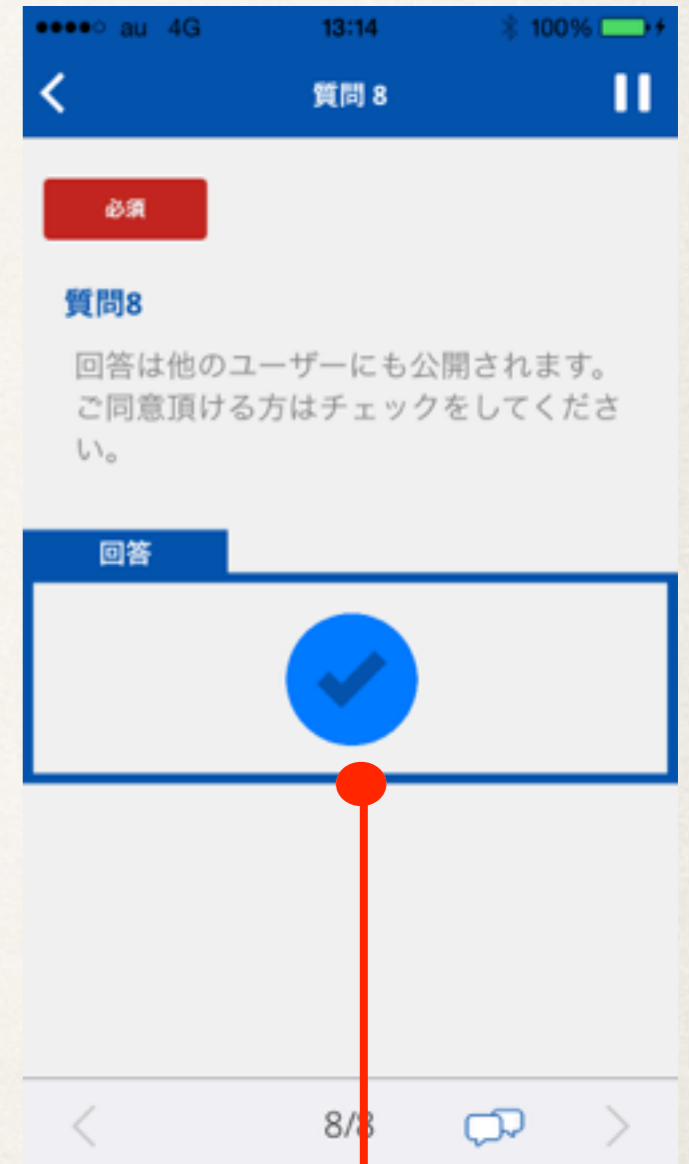 au 4G 13:14 100%
質問 8
必須
質問8
回答は他のユーザーにも公開されます。
ご同意頂ける方はチェックをしてくださ
い。
回答
8/8